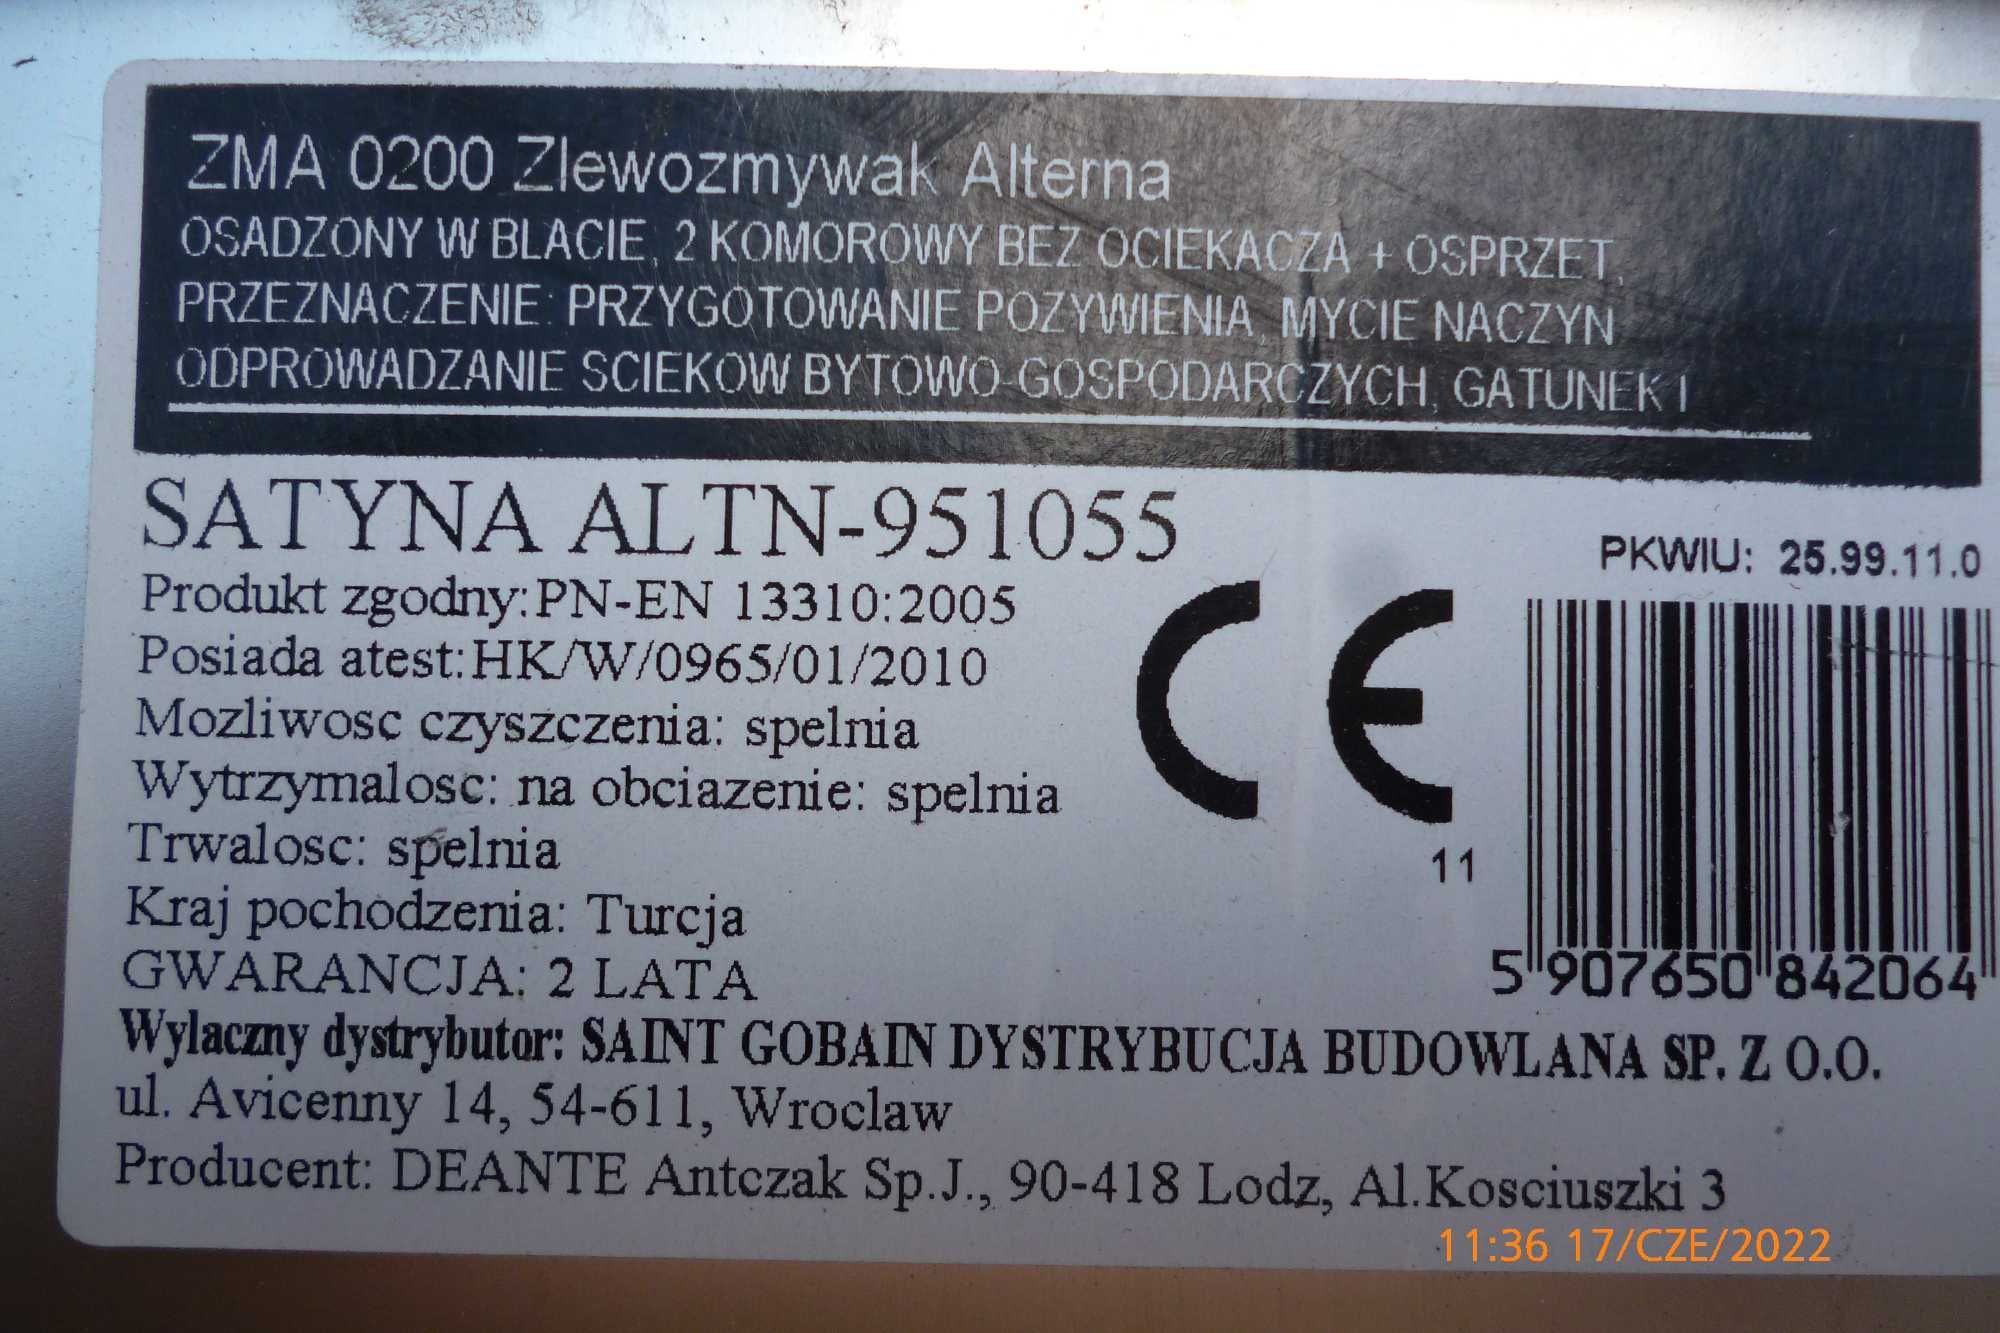 ZMA 0200 Zlewozmywak Alterna
OSADZONY W BLACIE, 2 KOMOROWY BEZ OCIEKACZA + OSPRZET,
PRZEZNACZENIE: PRZYGOTOWANIE POZYWIENIA, MYCIE NACZYN
ODPROWADZANIE SCIEKOW BYTOWO-GOSPODARCZYCH, GATUNEK I
SATYNA ALTN-951055
PKWIU: 25.99.11.0
Produkt zgodny:PN-EN 13310:2005
Posiada atest:HK/W/0965/01/2010
Mozliwosc czyszczenia: spelnia
Wytrzymalosc: na obciazenie: spelnia
Trwalosc: spelnia
Kraj pochodzenia: Turcja
GWARANCJA: 2 LATA
CE
11
5 907650 842064
Wylaczny dystrybutor: SAINT GOBAIN DYSTRYBUCJA BUDOWLANA SP. Z O.O.
ul. Avicenny 14, 54-611, Wroclaw
Producent: DEANTE Antczak Sp.J., 90-418 Lodz, Al.Kosciuszki 3
11:36 17/CZE/2022